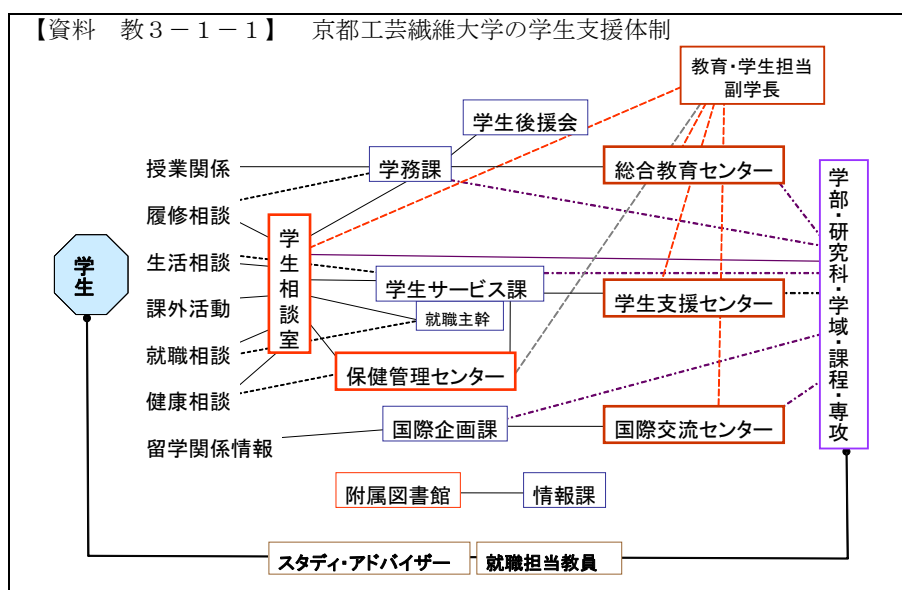 【資料　教３－１－１】　京都工芸繊維大学の学生支援体制
教育・学生担当
副学長
学生後援会
授業関係
学務課
総合教育センター
履修相談
学生
生活相談
学生相談室
学生サービス課
学生支援センター
学部・研究科・学域・課程・専攻
課外活動
就職主幹
就職相談
保健管理センター
健康相談
国際企画課
国際交流センター
留学関係情報
附属図書館
情報課
スタディ・アドバイザー
就職担当教員